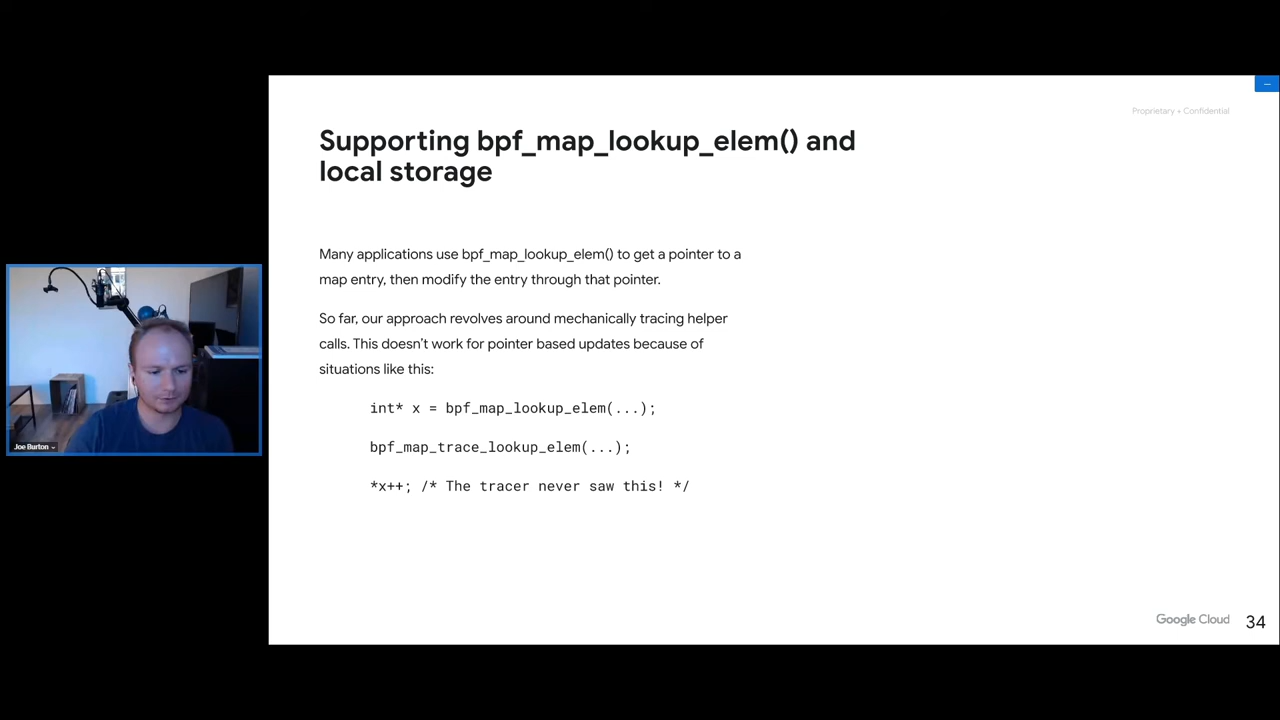 Proprietary + Confidential
Supporting bpf_map_lookup_elem() and
local storage
Many applications use bpf_map_lookup_elem() to get a pointer to a
map entry, then modify the entry through that pointer.
So far, our approach revolves around mechanically tracing helper
calls. This doesn't work for pointer based updates because of
situations like this:
int* x = bpf_map_lookup_elem(...);
bpf_map_trace_lookup_elem(...);
*x++; /* The tracer never saw this! */
Joe Burton
Google Cloud
34